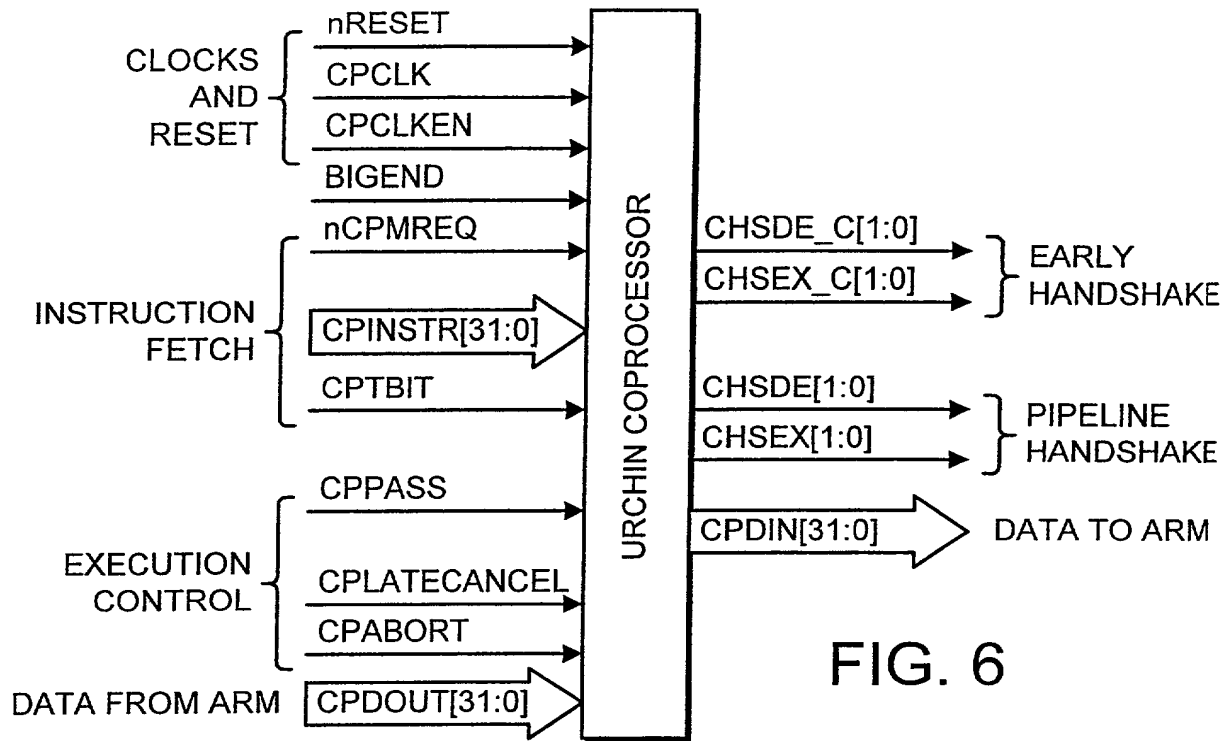 CLOCKS
AND
RESET
nRESET
CPCLK
CPCLKEN
BIGEND
INSTRUCTION
FETCH
nCPMREQ
CPINSTR[31:0]
CPTBIT
EXECUTION
CONTROL
CPPASS
CPLATECANCEL
CPABORT
DATA FROM ARM
CPDOUT[31:0]
URCHIN COPROCESSOR
CHSDE_C[1:0]
CHSEX_C[1:0]
EARLY
HANDSHAKE
CHSDE[1:0]
CHSEX[1:0]
PIPELINE
HANDSHAKE
CPDIN[31:0]
DATA TO ARM
FIG. 6